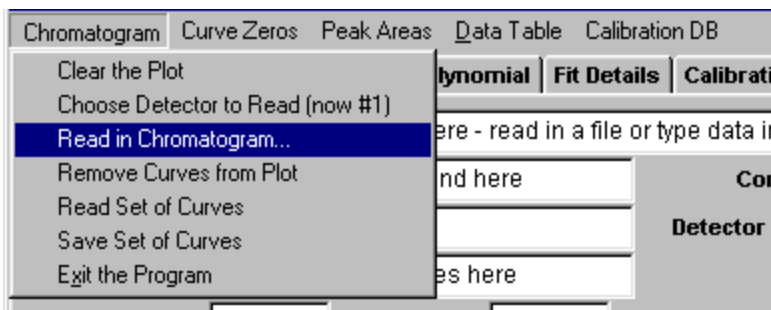 Chromatogram Curve Zeros Peak Areas Data Table Calibration DB
Clear the Plot
lynomial Fit Details Calibrati
Choose Detector to Read (now #1)
Read in Chromatogram...
ere - read in a file or type data i
Remove Curves from Plot
nd here Cor
Read Set of Curves
Save Set of Curves
Detector
Exit the Program
es here